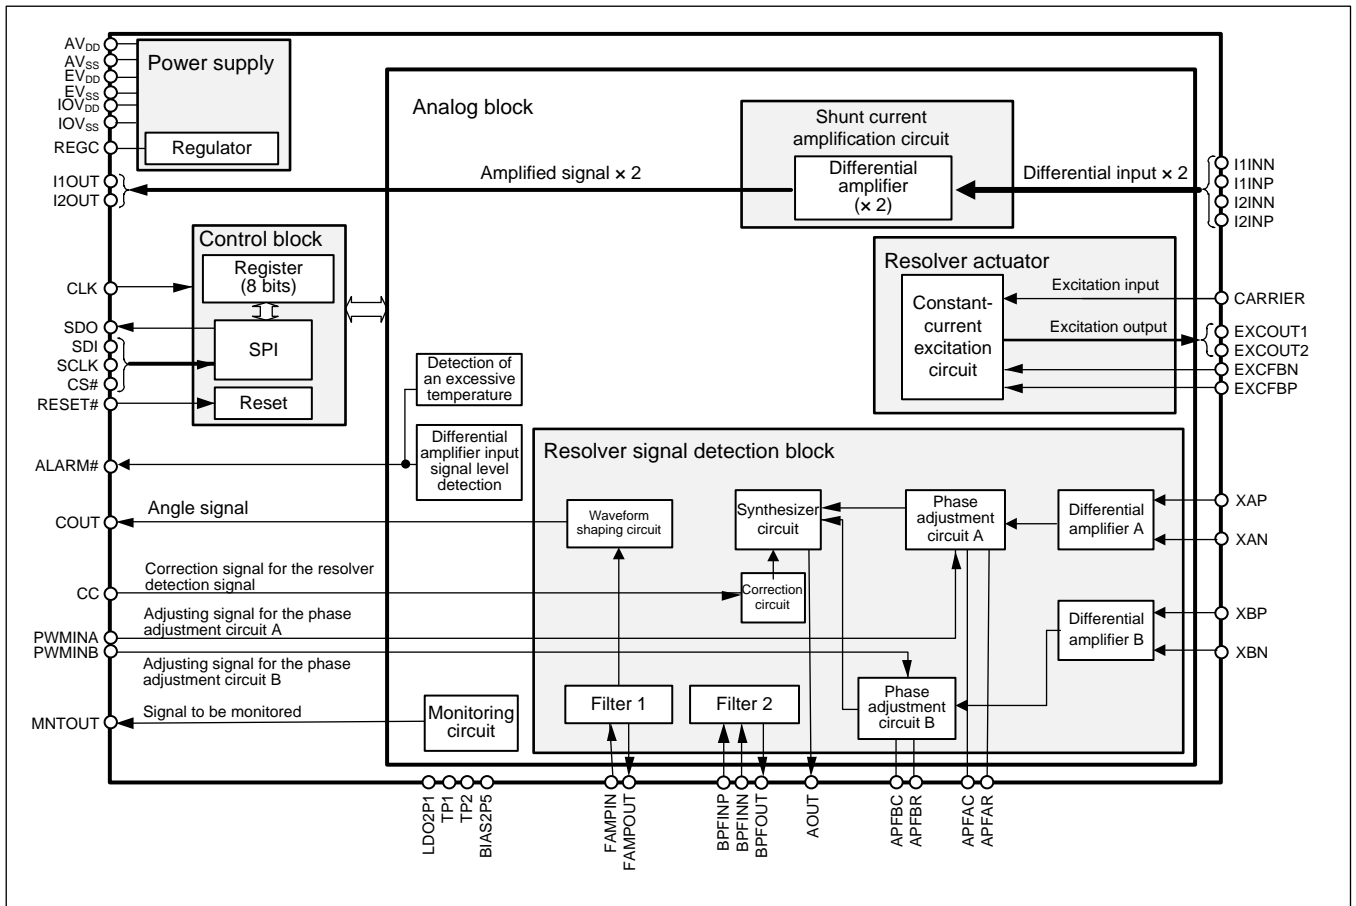 AVDD
AVSS
EVDD
EVSS
IOVDD
IOVSS
REGC
Power supply
Regulator
I1OUT
I2OUT
Analog block
Amplified signal × 2
Shunt current
amplification circuit
Differential
amplifier
(× 2)
Differential input × 2
I1INN
I1INP
I2INN
I2INP
Control block
Register
(8 bits)
SPI
Reset
CLK
SDO
SDI
SCLK
CS#
RESET#
Resolver actuator
Constant-
current
excitation
circuit
Excitation input
Excitation output
CARRIER
EXCOUT1
EXCOUT2
EXCFBN
EXCFBP
Detection of
an excessive
temperature
Differential
amplifier input
signal level
detection
ALARM#
Resolver signal detection block
COUT
Angle signal
Waveform
shaping circuit
Synthesizer
circuit
Phase
adjustment
circuit A
Differential
amplifier A
XAP
XAN
CC
Correction signal for the resolver
detection signal
Correction
circuit
PWMINA
PWMINB
Adjusting signal for the phase
adjustment circuit A
Adjusting signal for the phase
adjustment circuit B
Differential
amplifier B
XBP
XBN
MNTOUT
Signal to be monitored
Monitoring
circuit
Filter 1
Filter 2
Phase
adjustment
circuit B
LDO2P1
TP1
TP2
BIAS2P5
FAMPIN
FAMPOUT
BPFINP
BPFINN
BPFOUT
AOUT
APFBC
APFBR
APFAC
APFAR